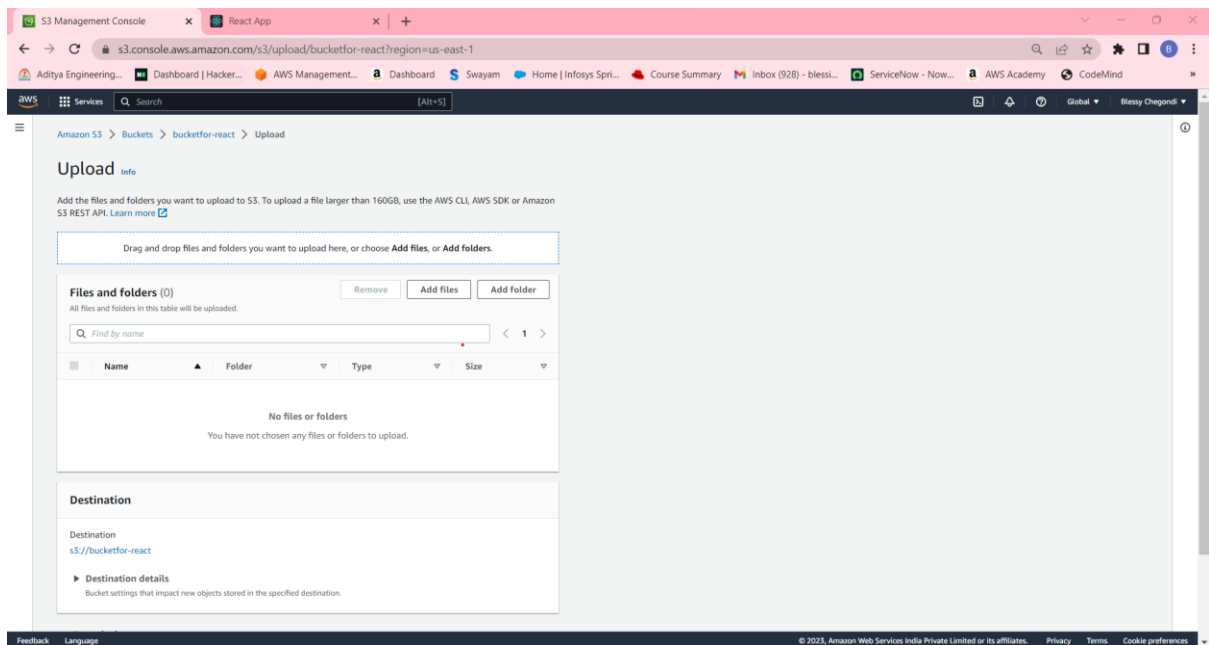 S3 Management Console
React App
s3.console.aws.amazon.com/s3/upload/bucketfor-react?region=us-east-1
Aditya Engineering...
Dashboard | Hacker...
AWS Management...
Dashboard
Swayam
Home | Infosys Spri...
Course Summary
Inbox (928) - blessi...
ServiceNow - Now...
AWS Academy
CodeMind
»
aws
Services
Search
[Alt+S]
Global
Blessy Chegondi
Amazon S3 > Buckets > bucketfor-react > Upload
Upload Info
Add the files and folders you want to upload to S3. To upload a file larger than 160GB, use the AWS CLI, AWS SDK or Amazon
S3 REST API. Learn more
Drag and drop files and folders you want to upload here, or choose Add files, or Add folders.
Files and folders (0)
Remove
Add files
Add folder
All files and folders in this table will be uploaded.
Find by name
< 1 >
Name
Folder
Type
Size
No files or folders
You have not chosen any files or folders to upload.
Destination
Destination
s3://bucketfor-react
Destination details
Bucket settings that impact new objects stored in the specified destination.
Feedback
Language
© 2023, Amazon Web Services India Private Limited or its affiliates.
Privacy
Terms
Cookie preferences